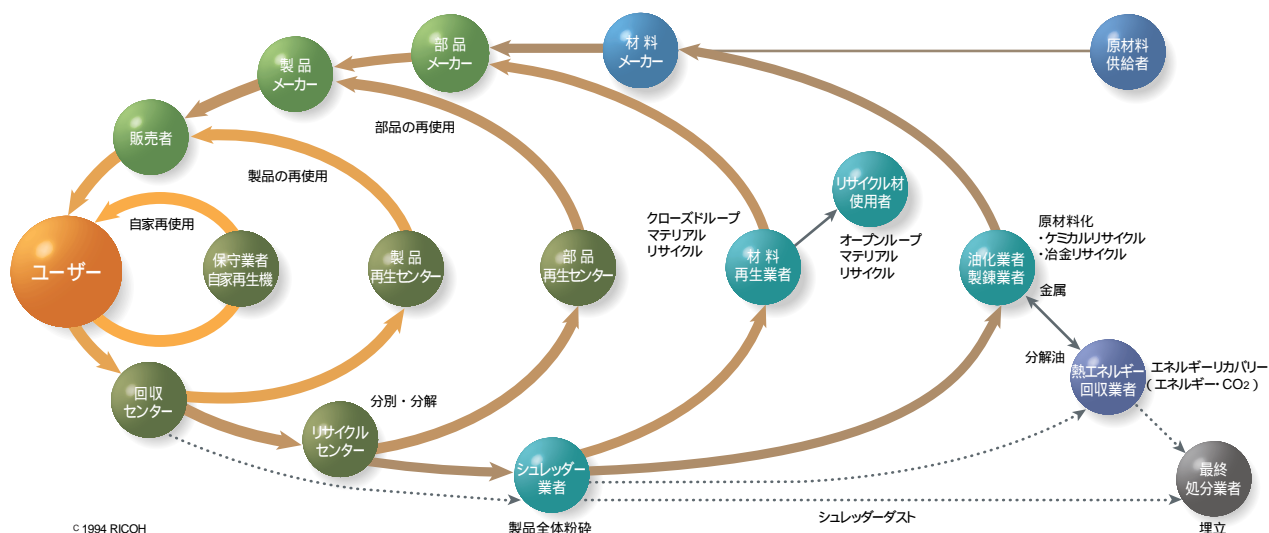 部 品
メーカー
材 料
メーカー
原材料
供給者
製 品
メーカー
販売者
部品の再使用
製品の再使用
リサイクル材
使用者
自家再使用
クローズドループ
マテリアル
リサイクル
原材料化
・ケミカルリサイクル
・冶金リサイクル
オープンループ
マテリアル
リサイクル
ユーザー
保守業者
自家再生機
製 品
再生センター
部 品
再生センター
材 料
再生業者
油化業者
製錬業者
金属
分解油
熱エネルギー
回収業者
エネルギーリカバリー
(エネルギー・CO2)
回収
センター
分別・分解
リサイクル
センター
シュレッダー
業者
最終
処分業者
シュレッダーダスト
製品全体粉砕
埋立
© 1994 RICOH